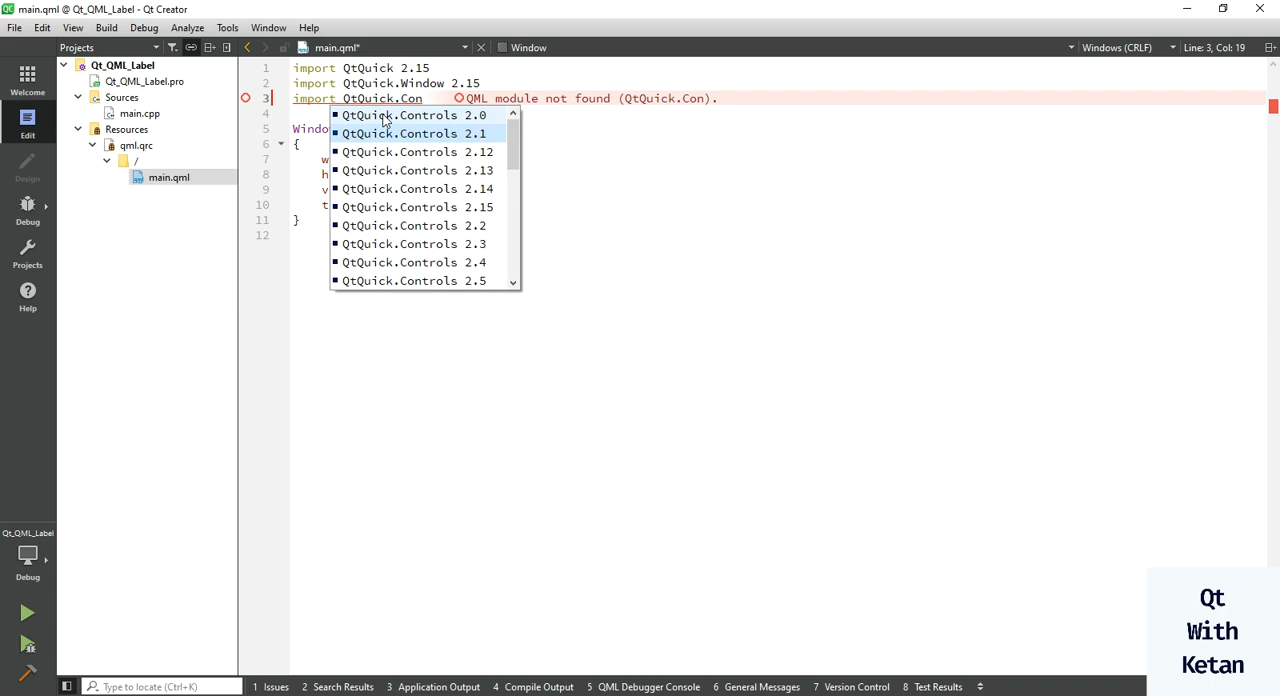 main.qml @ Qt_QML_Label - Qt Creator
File Edit View Build Debug Analyze Tools Window Help
Projects main.qml* Window Windows (CRLF) Line: 3, Col: 19
Welcome
Edit
Design
Debug
Projects
Help
Qt_QML_Label
Debug
Qt_QML_Label
Qt_QML_Label.pro
Sources
main.cpp
Resources
qml.qrc
/
main.qml
1 import QtQuick 2.15
2 import QtQuick.Window 2.15
3 import QtQuick.Con QML module not found (QtQuick.Con).
4
5 Windo
6 {
7 w
8 h
9 v
10 t
11 }
12
QtQuick.Controls 2.0
QtQuick.Controls 2.1
QtQuick.Controls 2.12
QtQuick.Controls 2.13
QtQuick.Controls 2.14
QtQuick.Controls 2.15
QtQuick.Controls 2.2
QtQuick.Controls 2.3
QtQuick.Controls 2.4
QtQuick.Controls 2.5
Qt
With
Ketan
Type to locate (Ctrl+K) 1 Issues 2 Search Results 3 Application Output 4 Compile Output 5 QML Debugger Console 6 General Messages 7 Version Control 8 Test Results